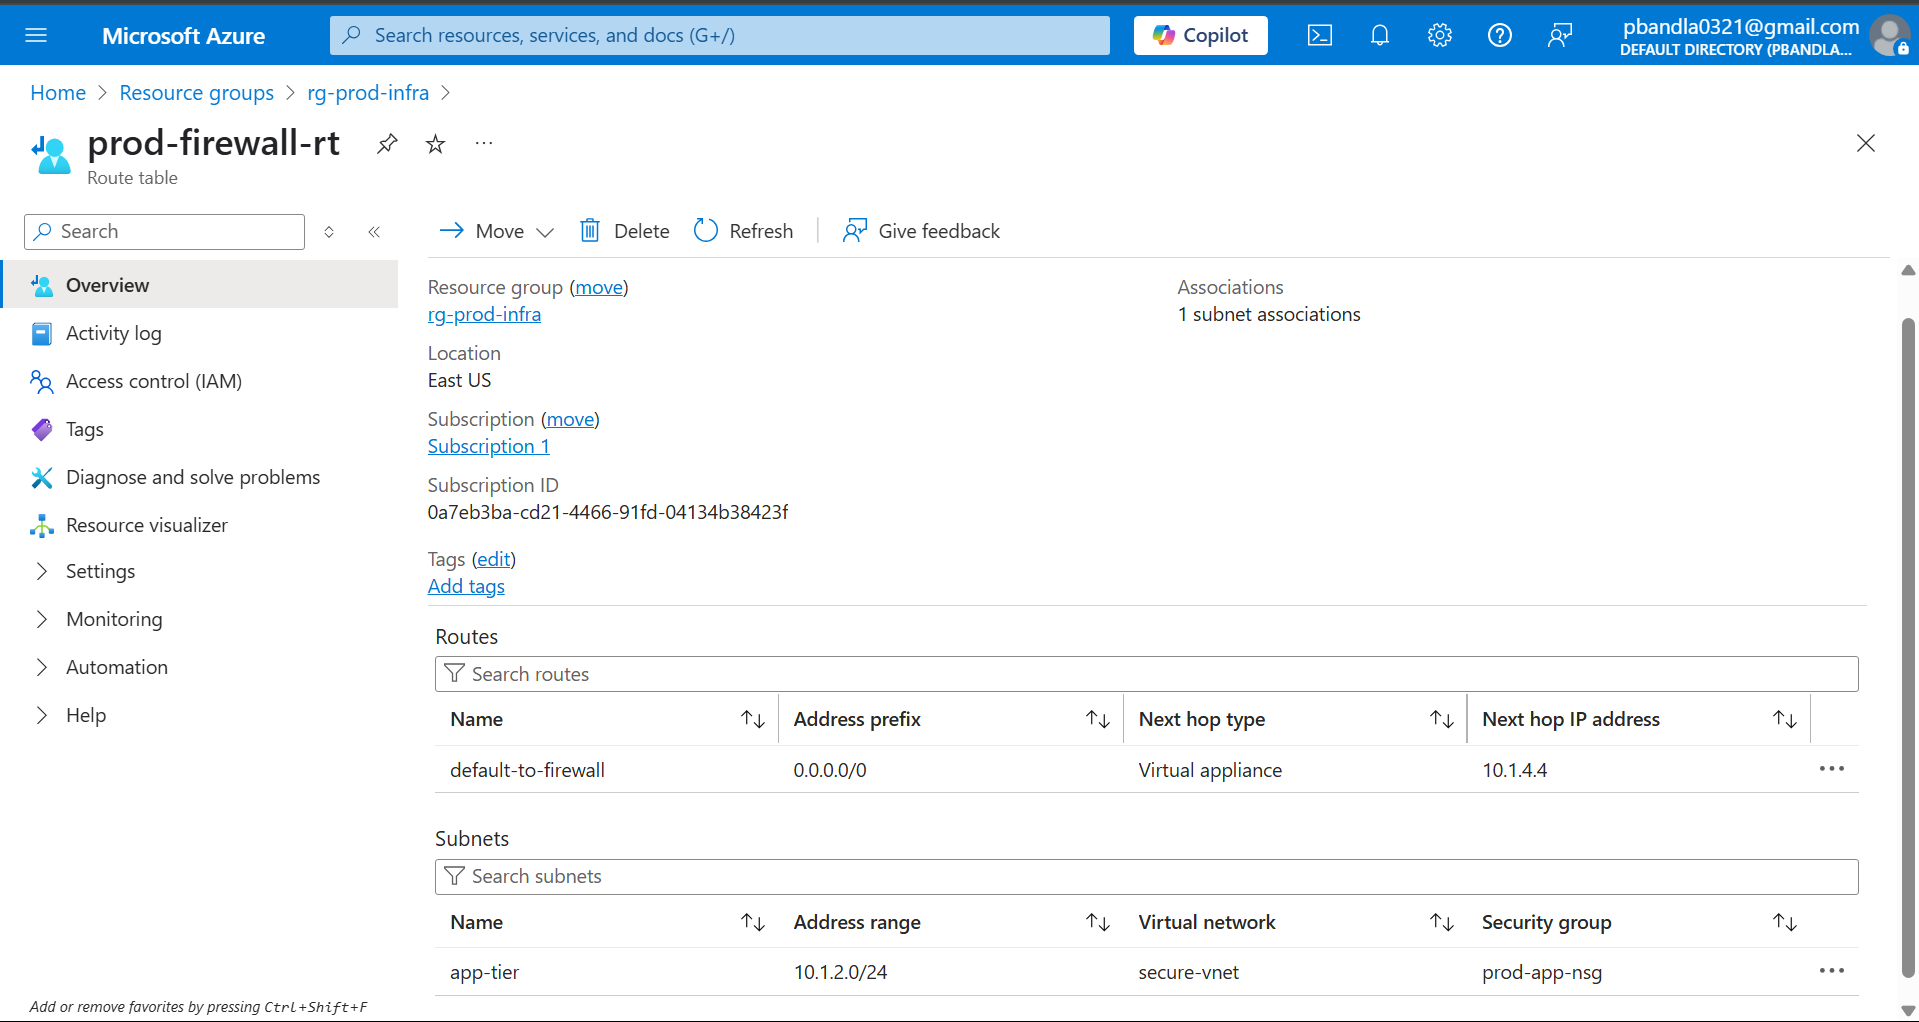 Microsoft Azure
Search resources, services, and docs (G+/)
Copilot
pbandla0321@gmail.com
DEFAULT DIRECTORY (PBANDLA...
Home > Resource groups > rg-prod-infra >
prod-firewall-rt
Route table
Search
Move
Delete
Refresh
Give feedback
Overview
Activity log
Access control (IAM)
Tags
Diagnose and solve problems
Resource visualizer
Settings
Monitoring
Automation
Help
Add or remove favorites by pressing Ctrl+Shift+F
Resource group (move)
rg-prod-infra
Location
East US
Subscription (move)
Subscription 1
Subscription ID
0a7eb3ba-cd21-4466-91fd-04134b38423f
Tags (edit)
Add tags
Associations
1 subnet associations
Routes
Search routes
Name Address prefix Next hop type Next hop IP address
default-to-firewall 0.0.0.0/0 Virtual appliance 10.1.4.4
Subnets
Search subnets
Name Address range Virtual network Security group
app-tier 10.1.2.0/24 secure-vnet prod-app-nsg